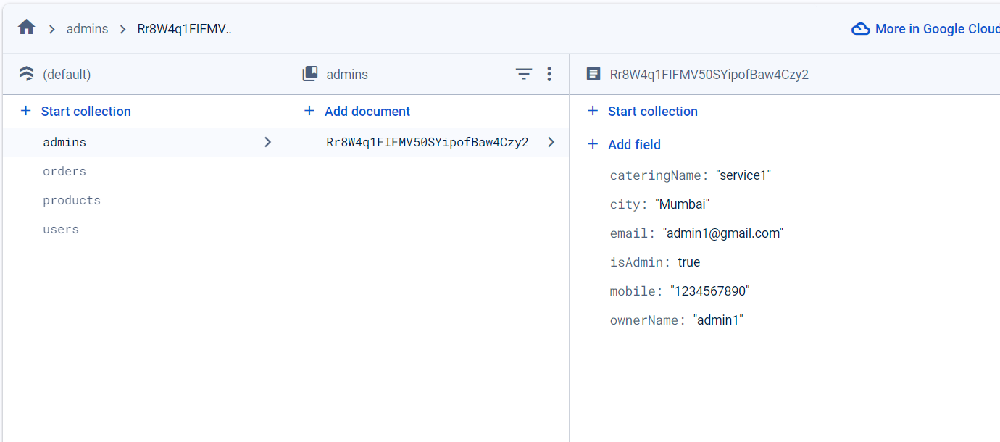 admins Rr8W4q1FIFMV.. More in Google Cloud
(default)
Start collection
admins
orders
products
users
admins
Add document
Rr8W4q1FIFMV50SYipofBaw4Czy2
Rr8W4q1FIFMV50SYipofBaw4Czy2
Start collection
Add field
cateringName: "service1"
city: "Mumbai"
email: "admin1@gmail.com"
isAdmin: true
mobile: "1234567890"
ownerName: "admin1"